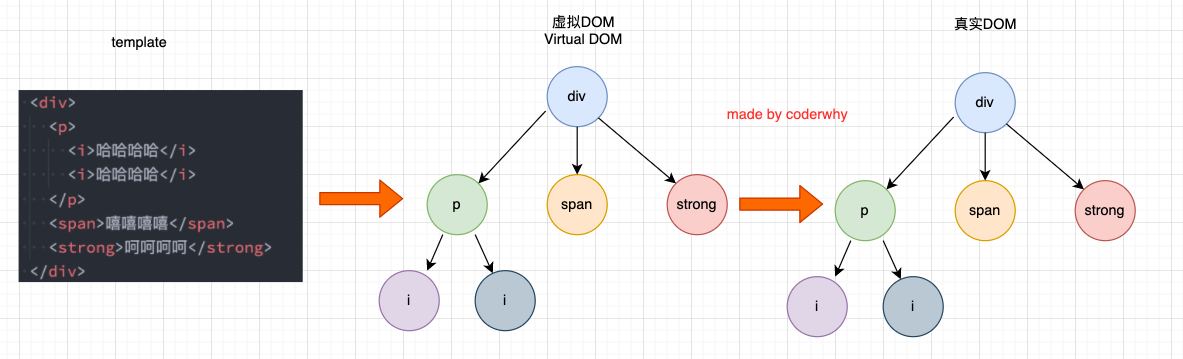 template
<div>
<p>
<i>哈哈哈哈</i>
<i>哈哈哈哈</i>
</p>
<span>嘻嘻嘻嘻</span>
<strong>呵呵呵呵</strong>
</div>
虚拟DOM
Virtual DOM
div
p
span
strong
i
i
made by coderwhy
真实DOM
div
p
span
strong
i
i